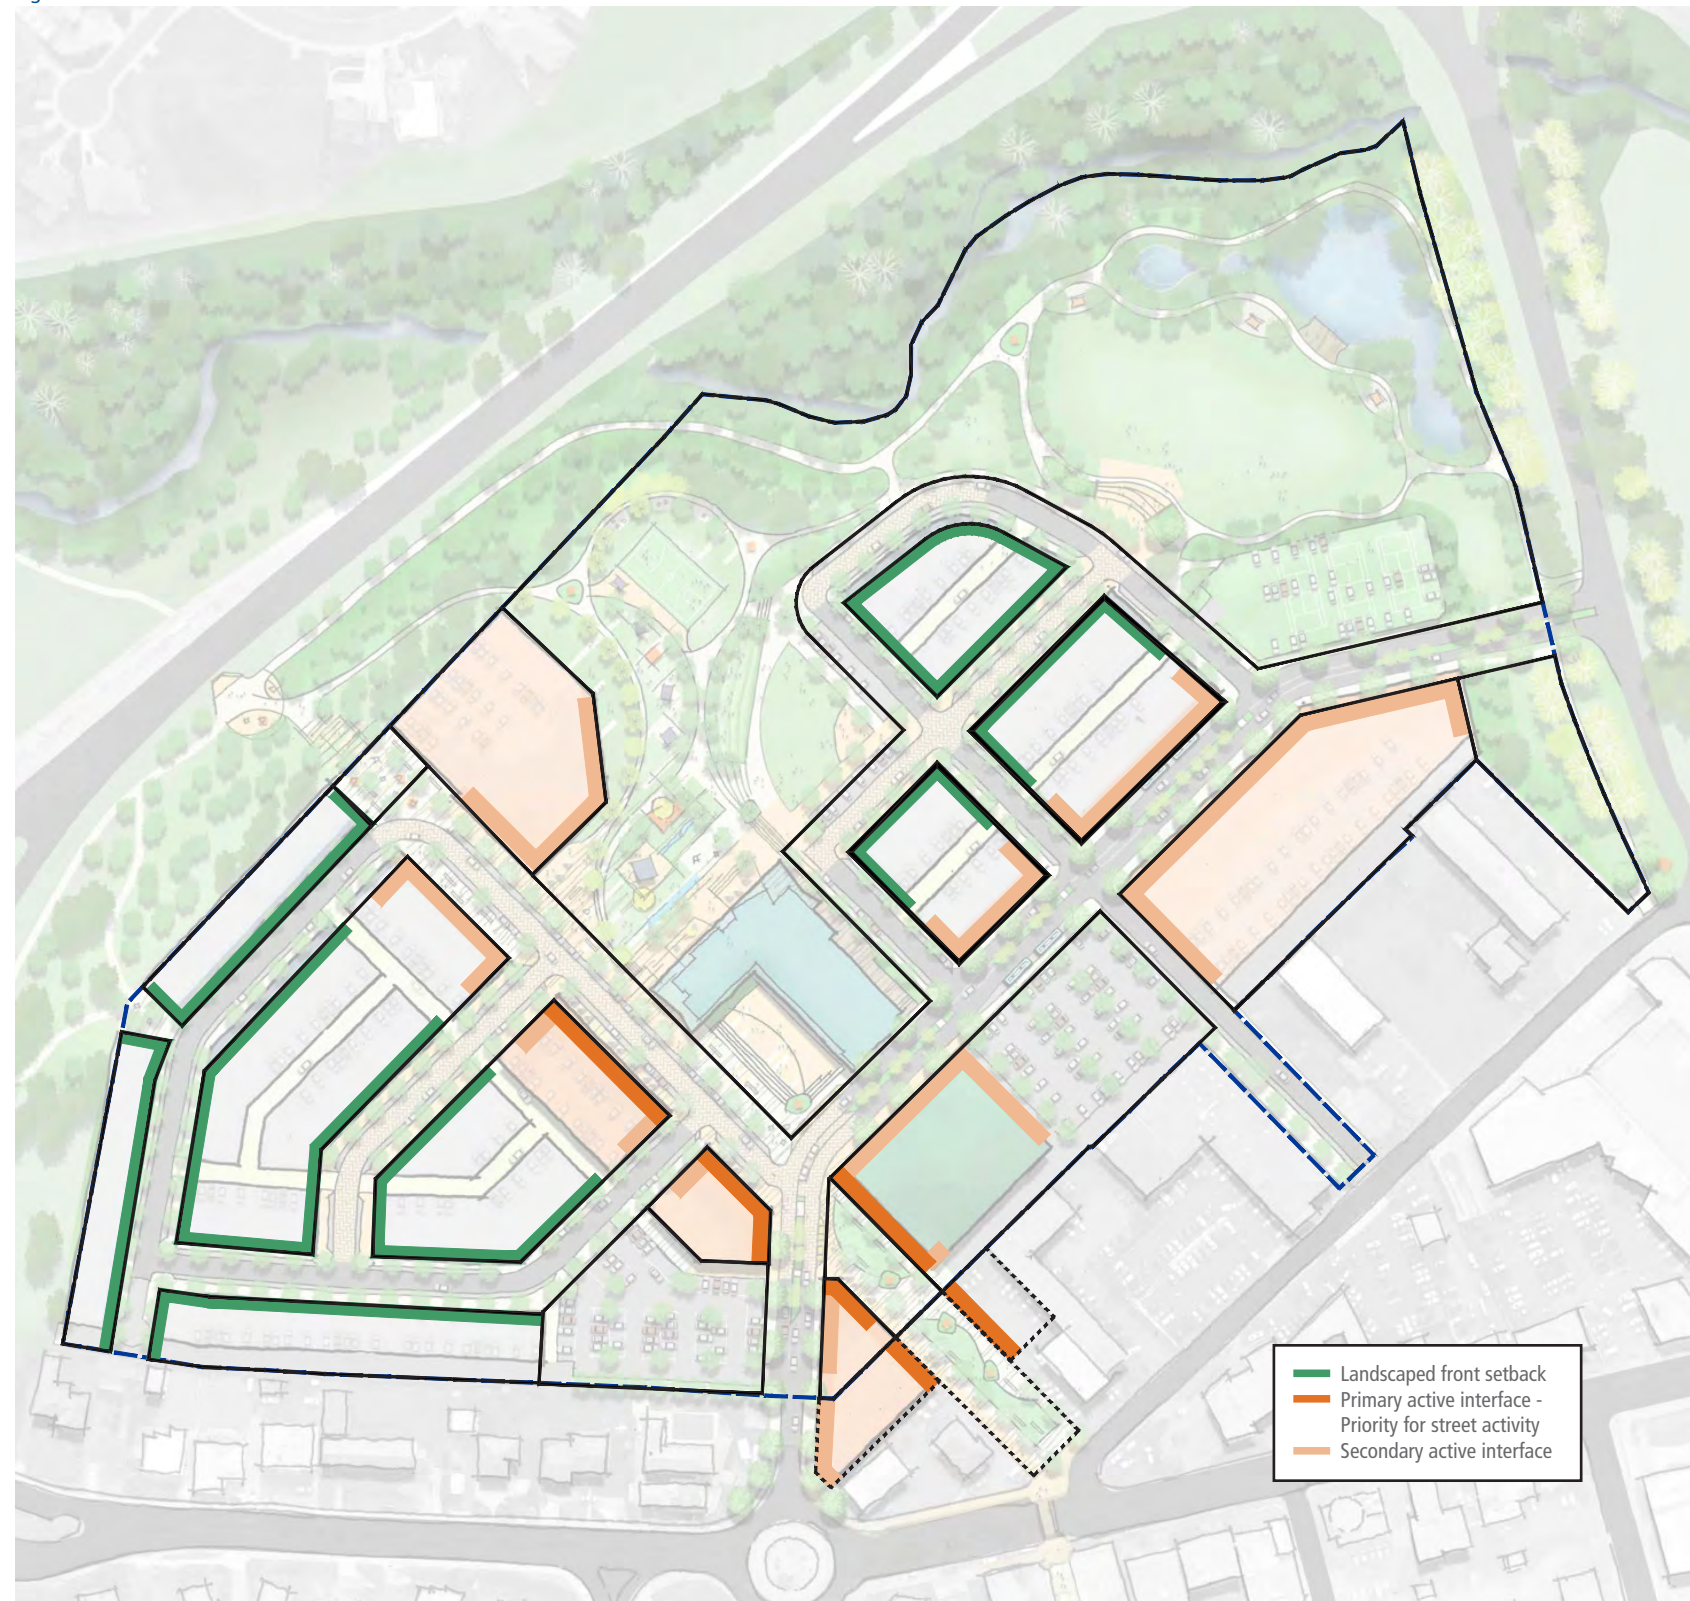 Landscaped front setback
Primary active interface -
Priority for street activity
Secondary active interface